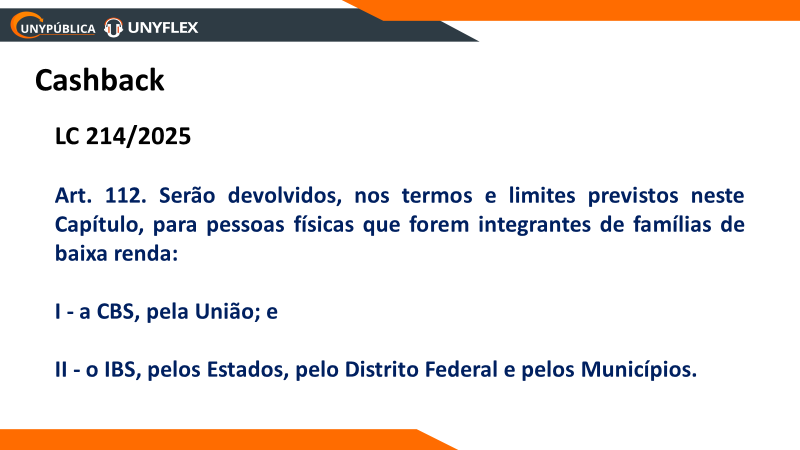 UNYPÚBLICA UNYFLEX
Cashback
LC 214/2025
Art. 112. Serão devolvidos, nos termos e limites previstos neste
Capítulo, para pessoas físicas que forem integrantes de famílias de
baixa renda:
I - a CBS, pela União; e
II - o IBS, pelos Estados, pelo Distrito Federal e pelos Municípios.